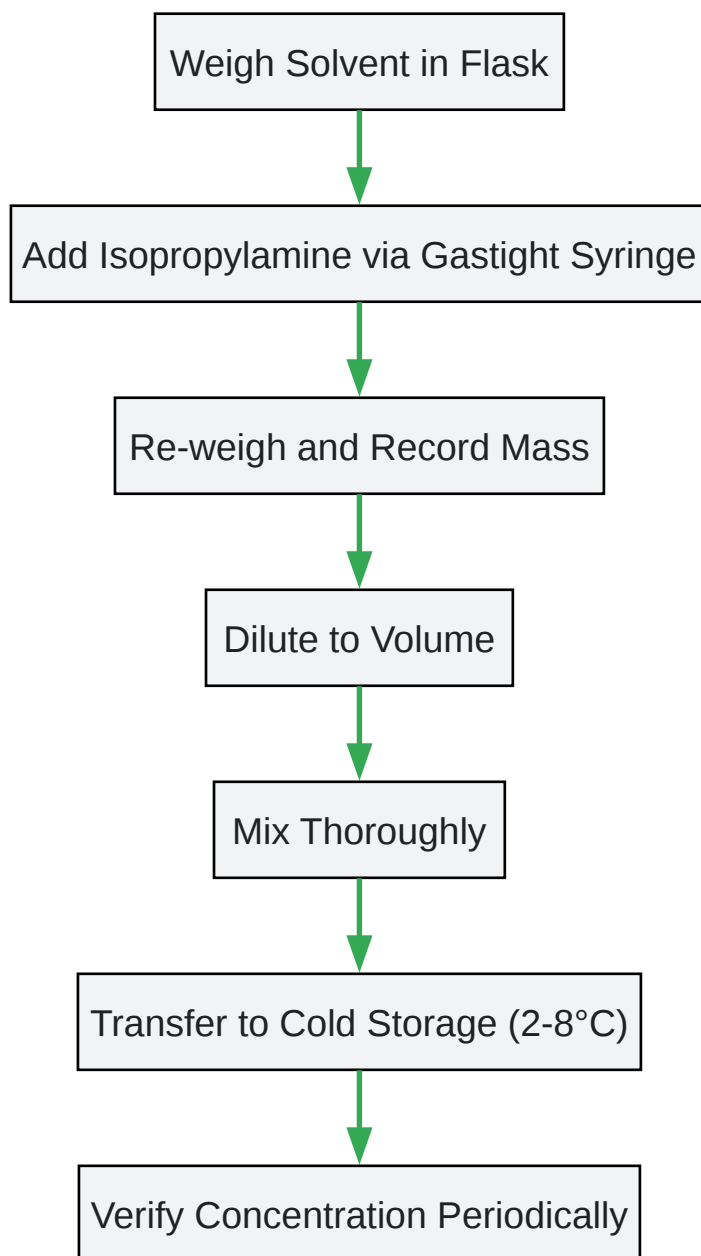 Weigh Solvent in Flask
Add Isopropylamine via Gastight Syringe
Re-weigh and Record Mass
Dilute to Volume
Mix Thoroughly
Transfer to Cold Storage (2-8°C)
Verify Concentration Periodically